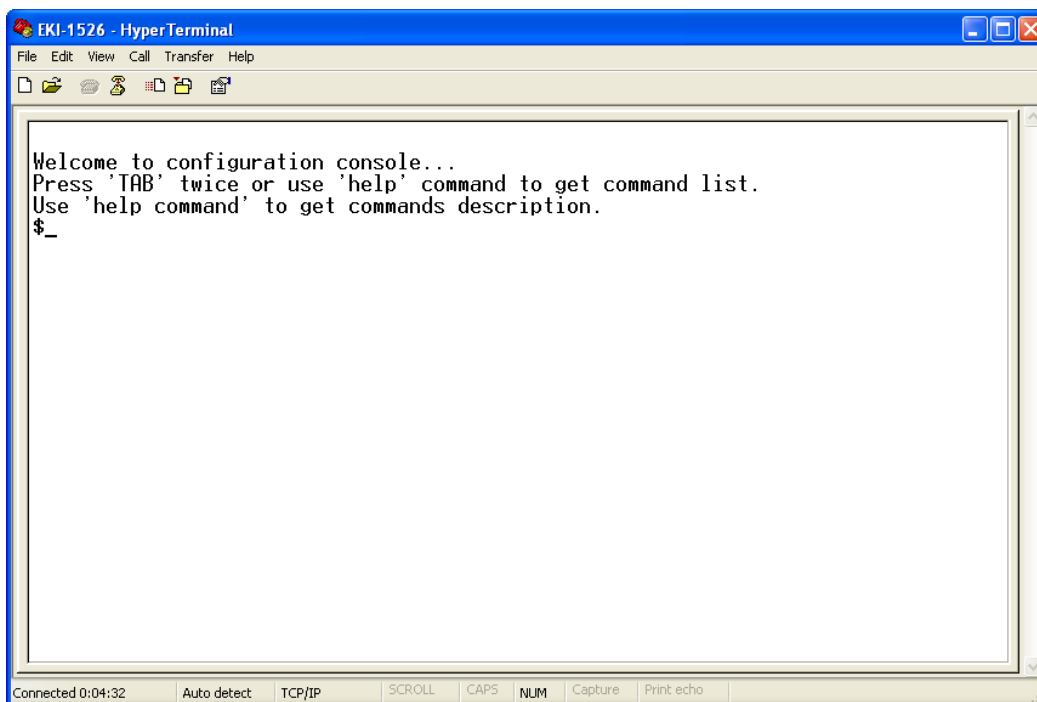 EKI-1526 - HyperTerminal
File Edit View Call Transfer Help
Welcome to configuration console...
Press 'TAB' twice or use 'help' command to get command list.
Use 'help command' to get commands description.
$_
Connected 0:04:32 Auto detect TCP/IP SCROLL CAPS NUM Capture Print echo